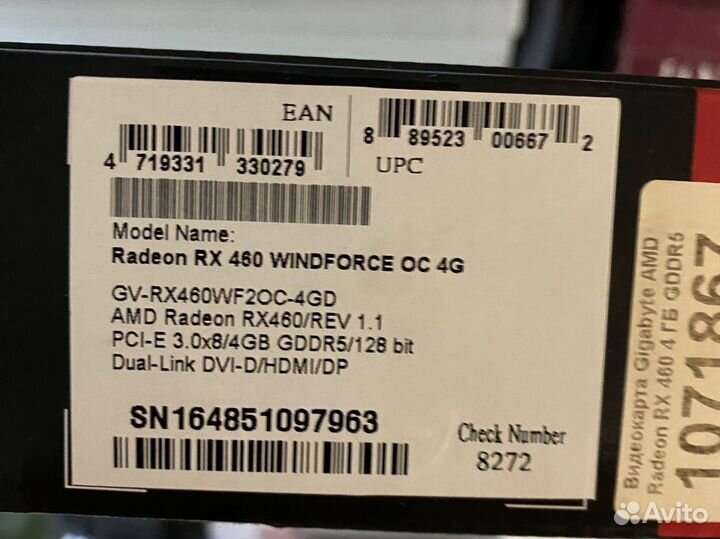 EAN
4 719331 330279
8 89523 00667 2
UPC
Model Name:
Radeon RX 460 WINDFORCE OC 4G
GV-RX460WF2OC-4GD
AMD Radeon RX460/REV 1.1
PCI-E 3.0x8/4GB GDDR5/128 bit
Dual-Link DVI-D/HDMI/DP
SN164851097963
Check Number
8272
Видеокарта Gigabyte AMD
Radeon RX 460 4 ГБ GDDR5
1971867
Avito